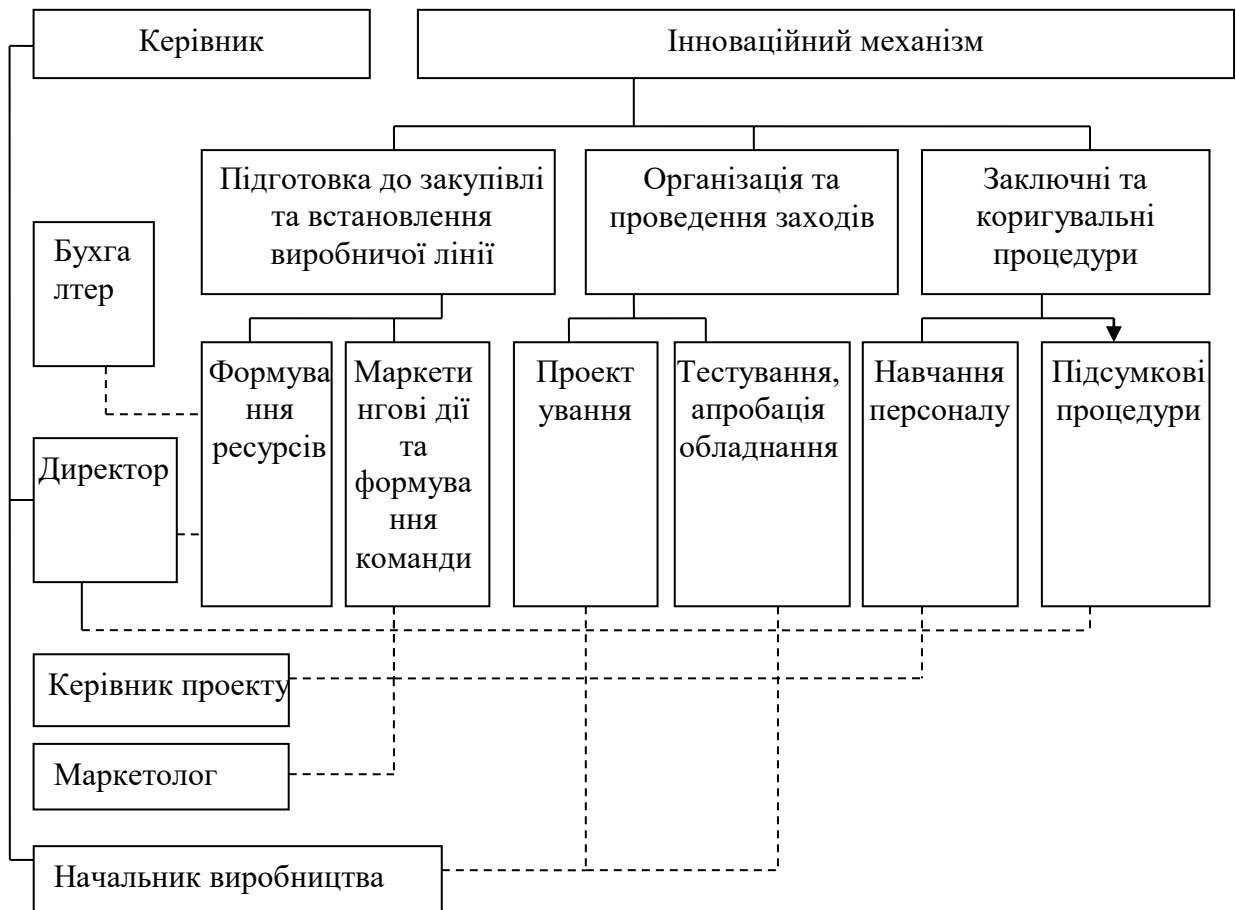 Керівник
Інноваційний механізм
Підготовка до закупівлі
та встановлення
виробничої лінії
Організація та
проведення заходів
Заключні та
коригувальні
процедури
Бухга
лтер
Формува
ння
ресурсів
Маркети
нгові дії
та
формува
ння
команди
Проект
ування
Тестування,
апробація
обладнання
Навчання
персоналу
Підсумкові
процедури
Директор
Керівник проекту
Маркетолог
Начальник виробництва